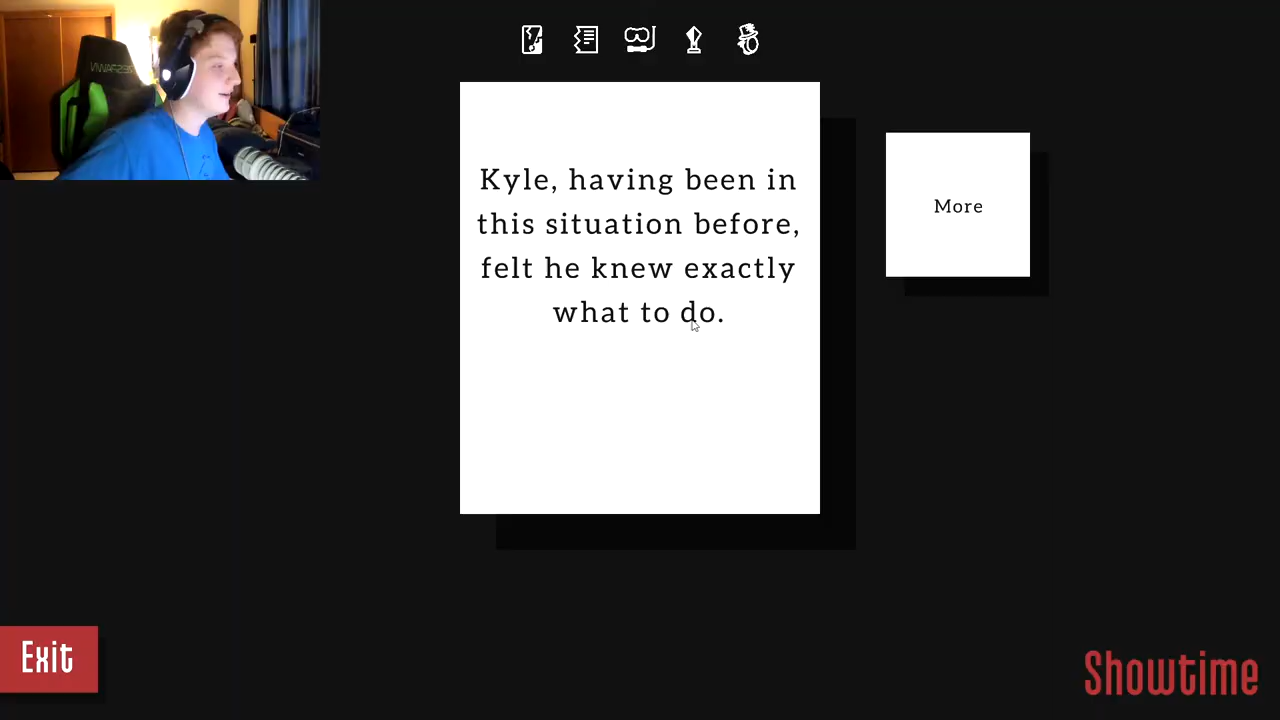 Kyle, having been in
this situation before,
felt he knew exactly
what to do.
More
Exit
Showtime